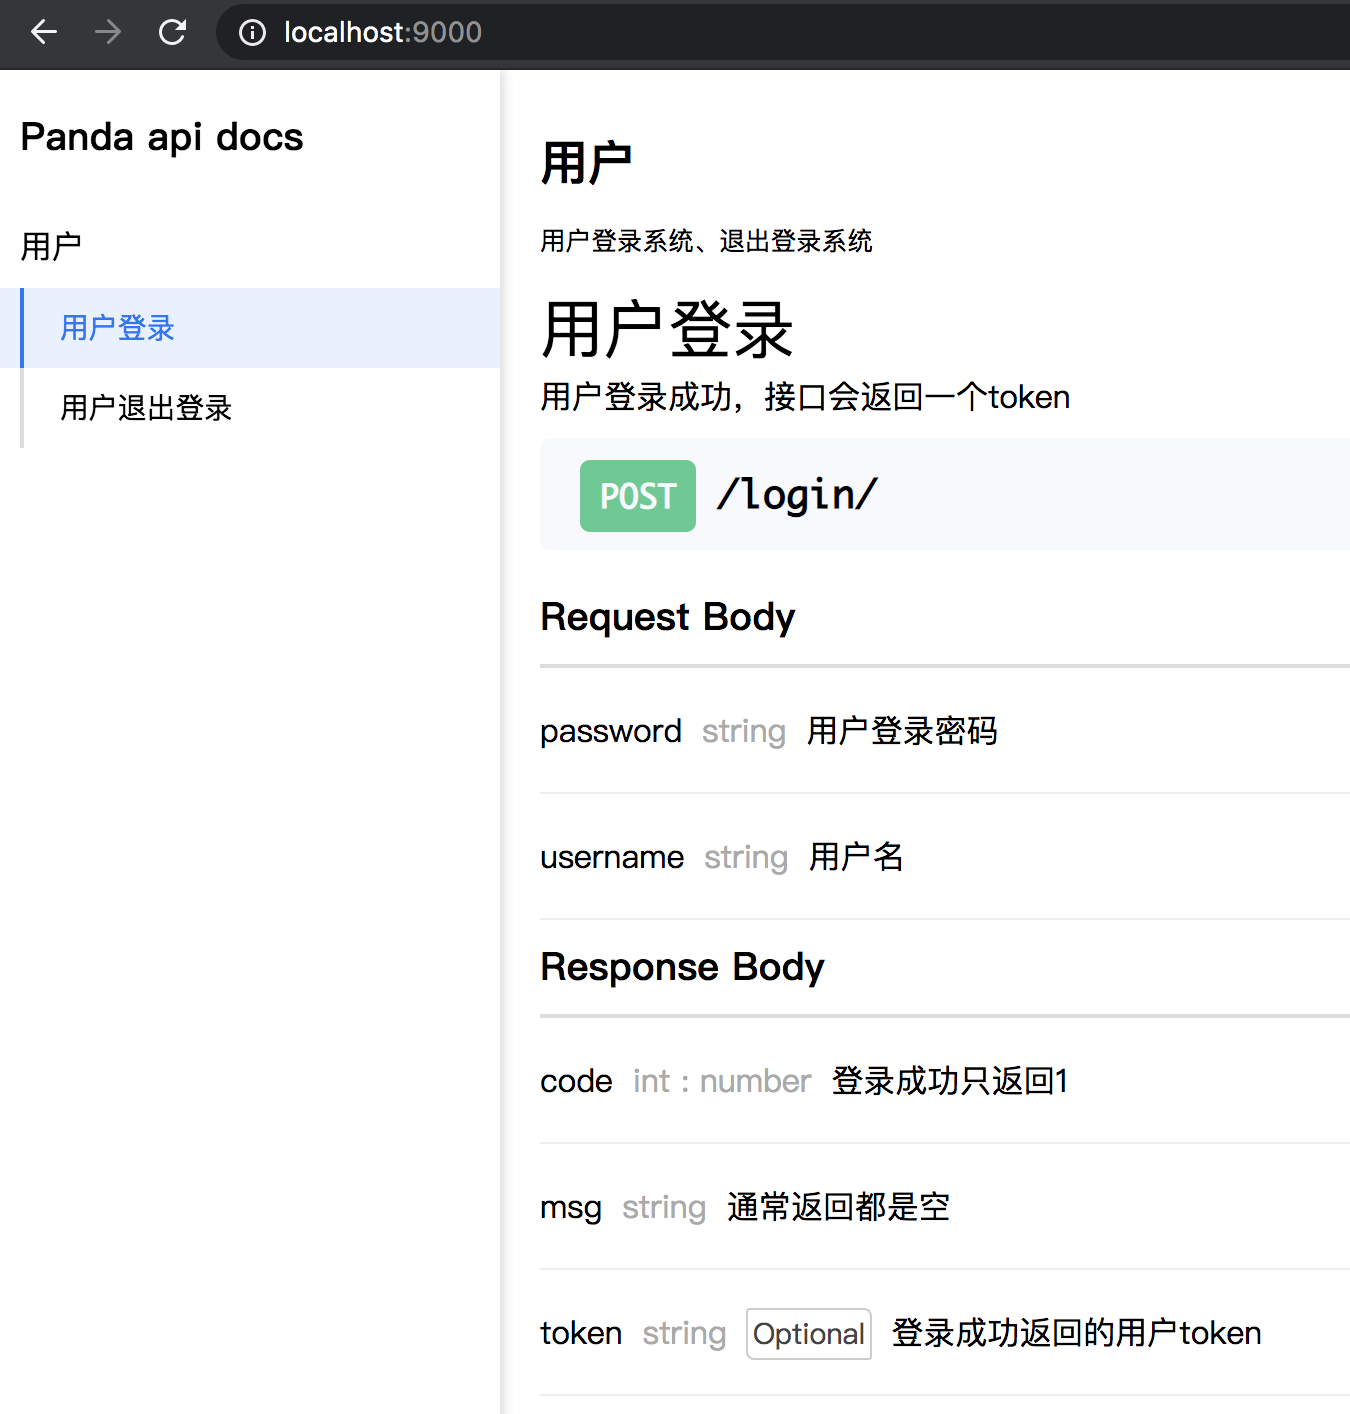 localhost:9000
Panda api docs
用户
用户登录
用户退出登录
用户
用户登录系统、退出登录系统
用户登录
用户登录成功，接口会返回一个token
POST /login/
Request Body
password string 用户登录密码
username string 用户名
Response Body
code int : number 登录成功只返回1
msg string 通常返回都是空
token string Optional 登录成功返回的用户token